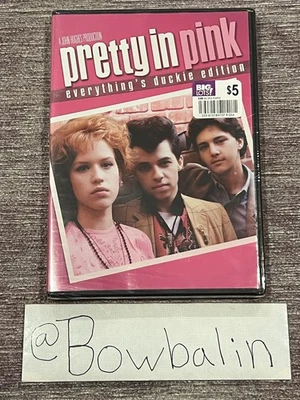 A JOHN HUGHES PRODUCTION
pretty in pink
everything's duckie edition
BIG LOTS!
$5
@Bowbalin